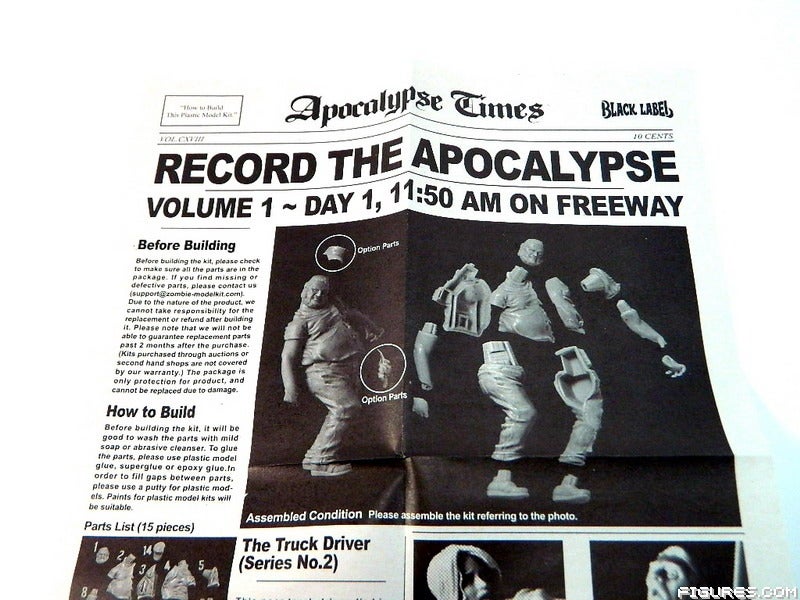 "How to Build
This Plastic Model Kit."
Apocalypse Times
BLACK LABEL
VOL.CXVIII
10 CENTS
RECORD THE APOCALYPSE
VOLUME 1 ~ DAY 1, 11:50 AM ON FREEWAY
Before Building
Before building the kit, please check
to make sure all the parts are in the
package. If you find missing or
defective parts, please contact us
(support@zombie-modelkit.com).
Due to the nature of the product, we
cannot take responsibility for the
replacement or refund after building
it. Please note that we will not be
able to guarantee replacement parts
past 2 months after the purchase.
(Kits purchased through auctions or
second hand shops are not covered
by our warranty.) The package is
only protection for product, and
cannot be replaced due to damage.
How to Build
Before building the kit, it will be
good to wash the parts with mild
soap or abrasive cleanser. To glue
the parts, please use plastic model
glue, superglue or epoxy glue.In
order to fill gaps between parts,
please use a putty for plastic mod-
els. Paints for plastic model kits will
be suitable.
Parts List (15 pieces)
1
2
14
3
4
5
8
Option Parts
Option Parts
Assembled Condition Please assemble the kit referring to the photo.
The Truck Driver
(Series No.2)
FIGURES.COM